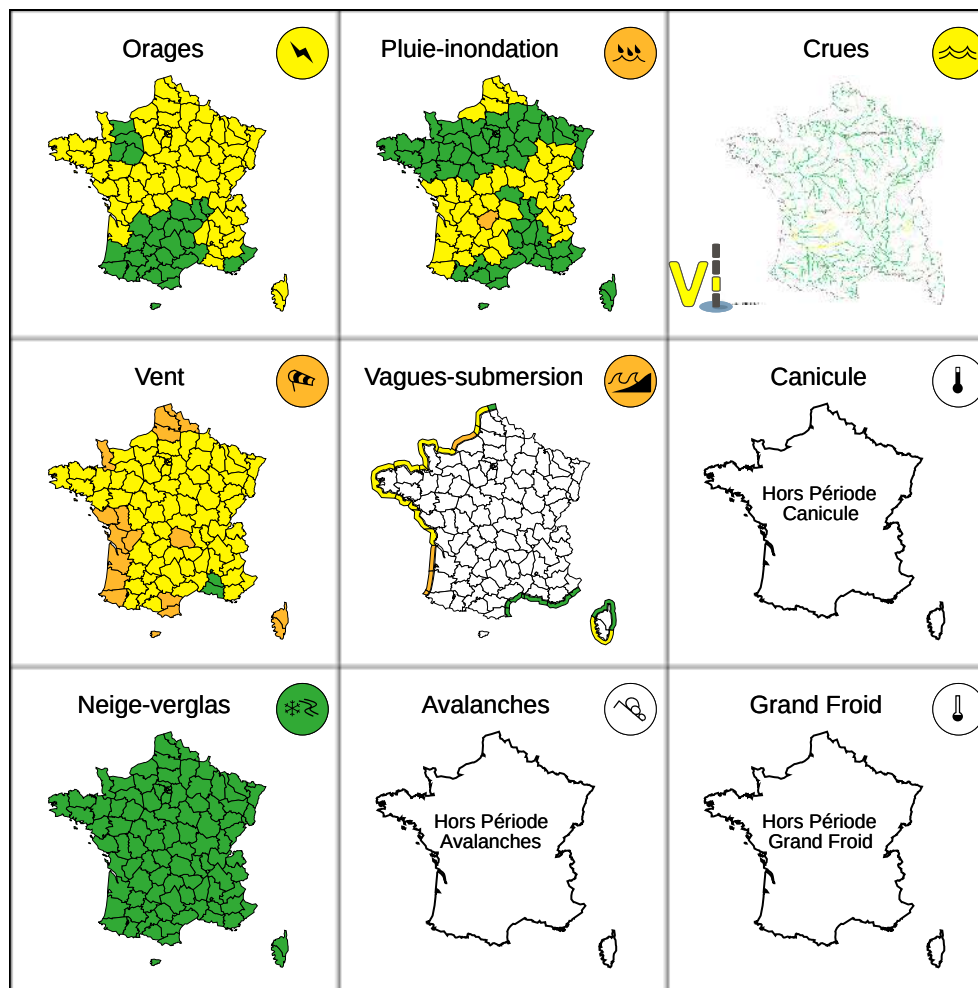 Orages
Pluie-inondation
Crues
Vi
Vent
Vagues-submersion
Canicule
Hors Période
Canicule
Neige-verglas
Avalanches
Grand Froid
Hors Période
Avalanches
Hors Période
Grand Froid